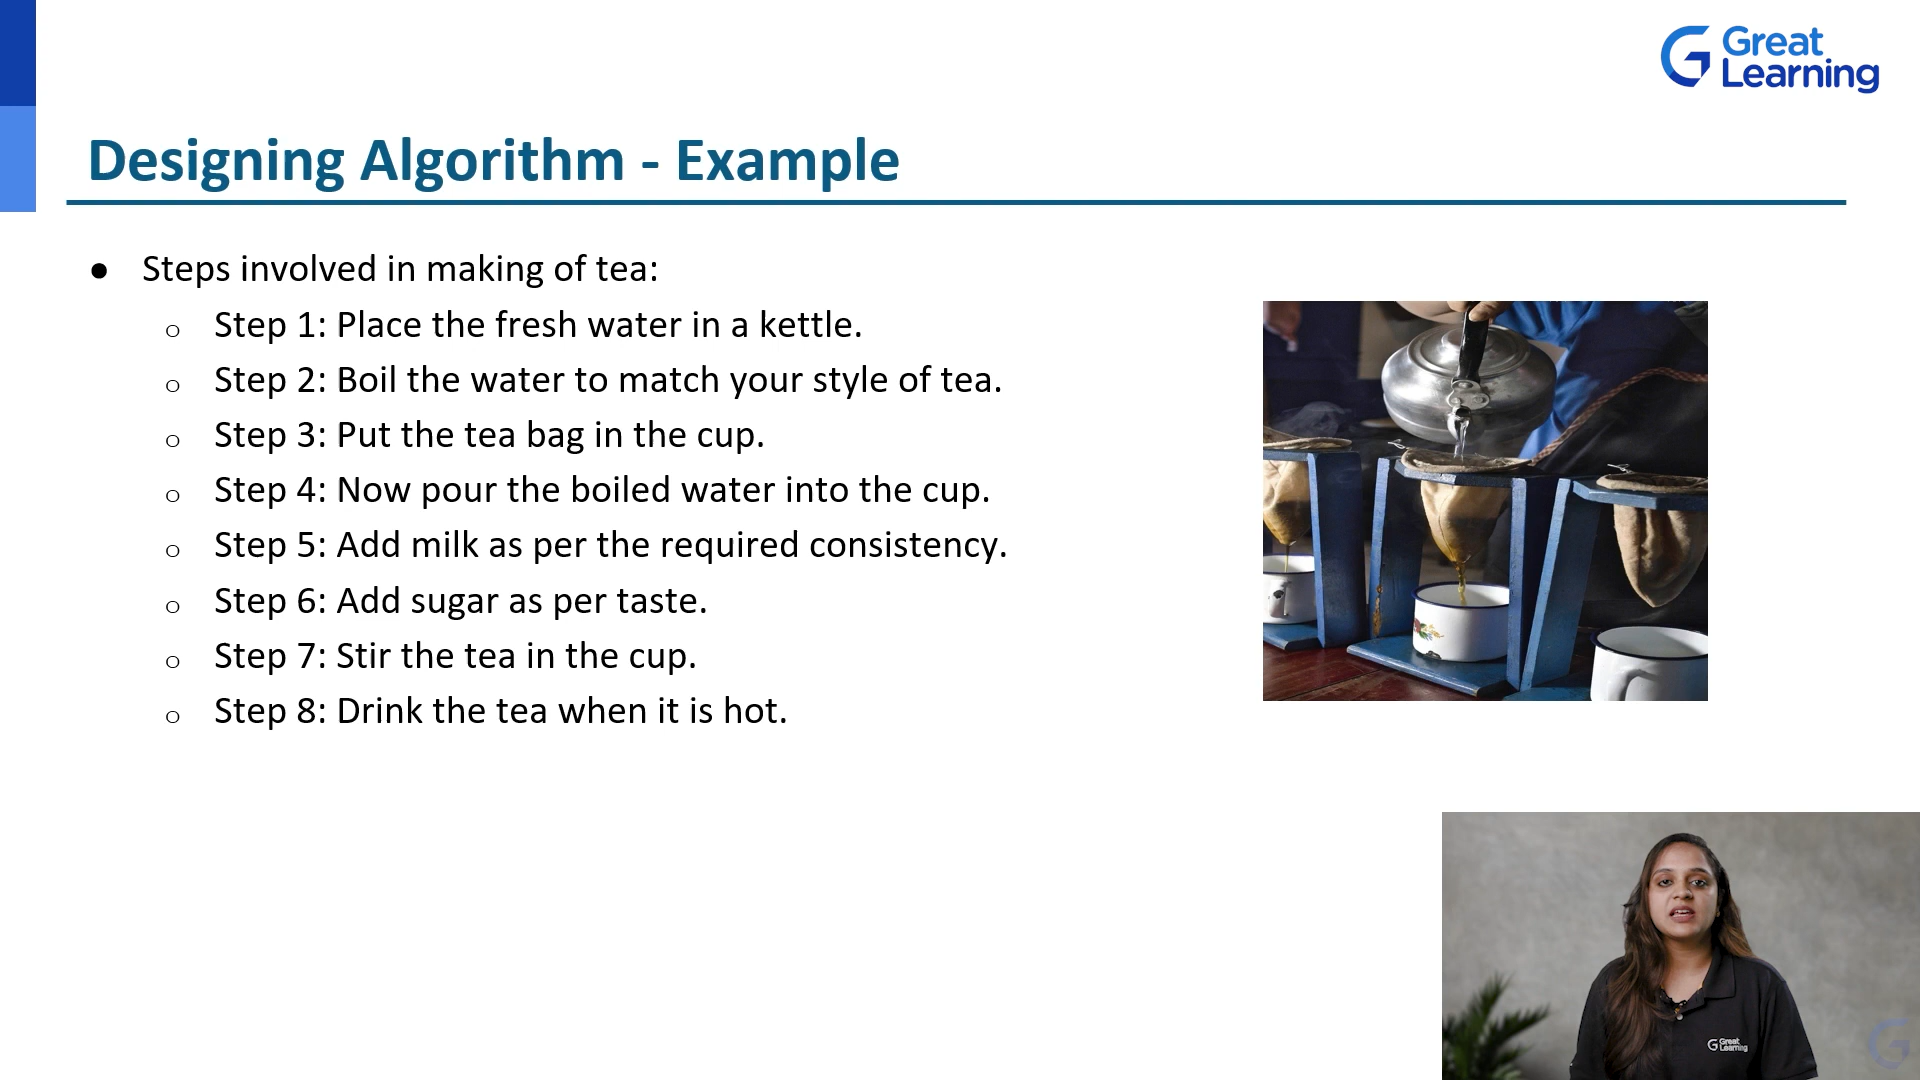 Great
Learning
Designing Algorithm - Example
● Steps involved in making of tea:
o Step 1: Place the fresh water in a kettle.
o Step 2: Boil the water to match your style of tea.
o Step 3: Put the tea bag in the cup.
o Step 4: Now pour the boiled water into the cup.
o Step 5: Add milk as per the required consistency.
o Step 6: Add sugar as per taste.
o Step 7: Stir the tea in the cup.
o Step 8: Drink the tea when it is hot.
Great
Learning